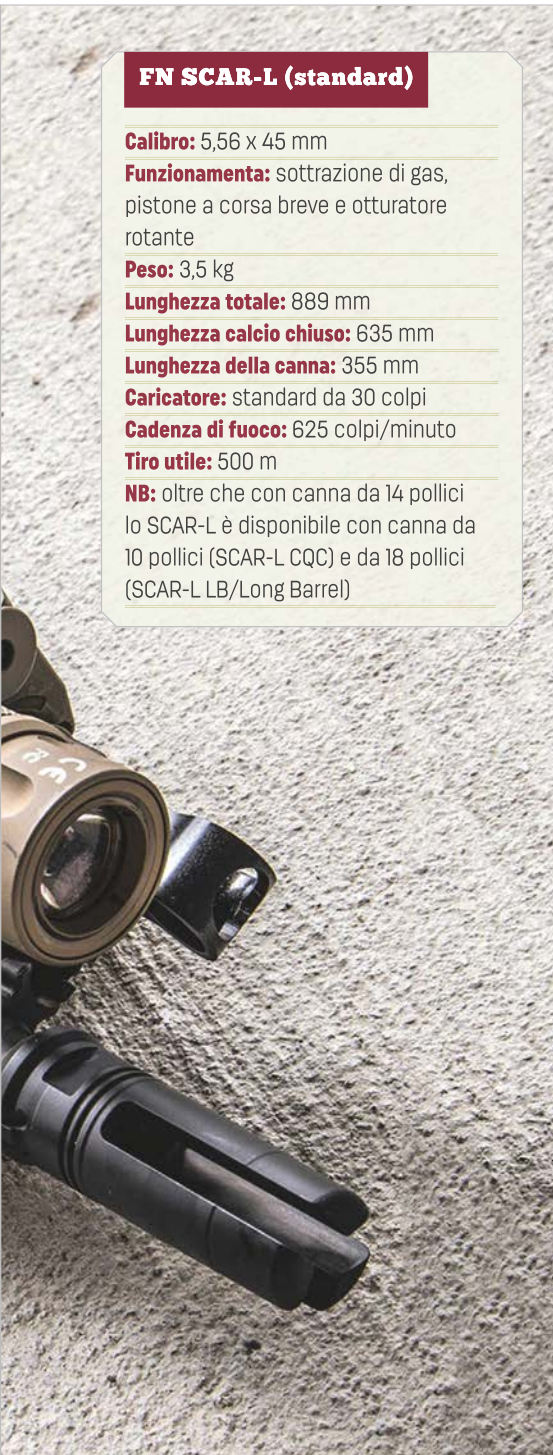 FN SCAR-L (standard)
Calibro: 5,56 x 45 mm
Funzionamenta: sottrazione di gas,
pistone a corsa breve e otturatore
rotante
Peso: 3,5 kg
Lunghezza totale: 889 mm
Lunghezza calcio chiuso: 635 mm
Lunghezza della canna: 355 mm
Caricatore: standard da 30 colpi
Cadenza di fuoco: 625 colpi/minuto
Tiro utile: 500 m
NB: oltre che con canna da 14 pollici
lo SCAR-L è disponibile con canna da
10 pollici (SCAR-L CQC) e da 18 pollici
(SCAR-L LB/Long Barrel)